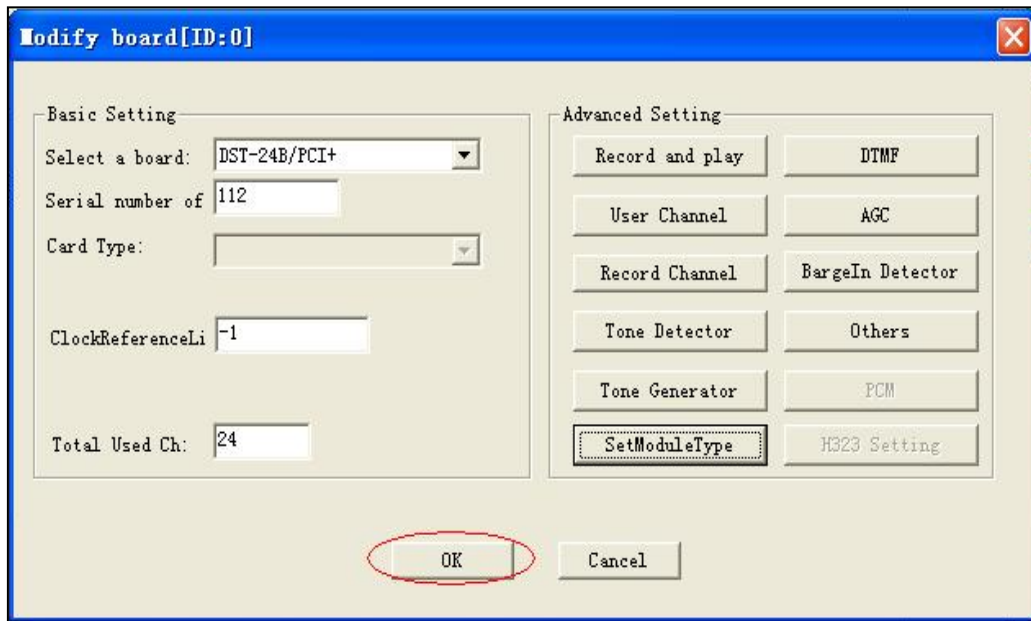 Modify board[ID:0]
Basic Setting
Select a board: DST-24B/PCI+
Serial number of 112
Card Type:
ClockReferenceLi -1
Total Used Ch: 24
Advanced Setting
Record and play DTMF
User Channel AGC
Record Channel BargeIn Detector
Tone Detector Others
Tone Generator PCM
SetModuleType H323 Setting
OK Cancel